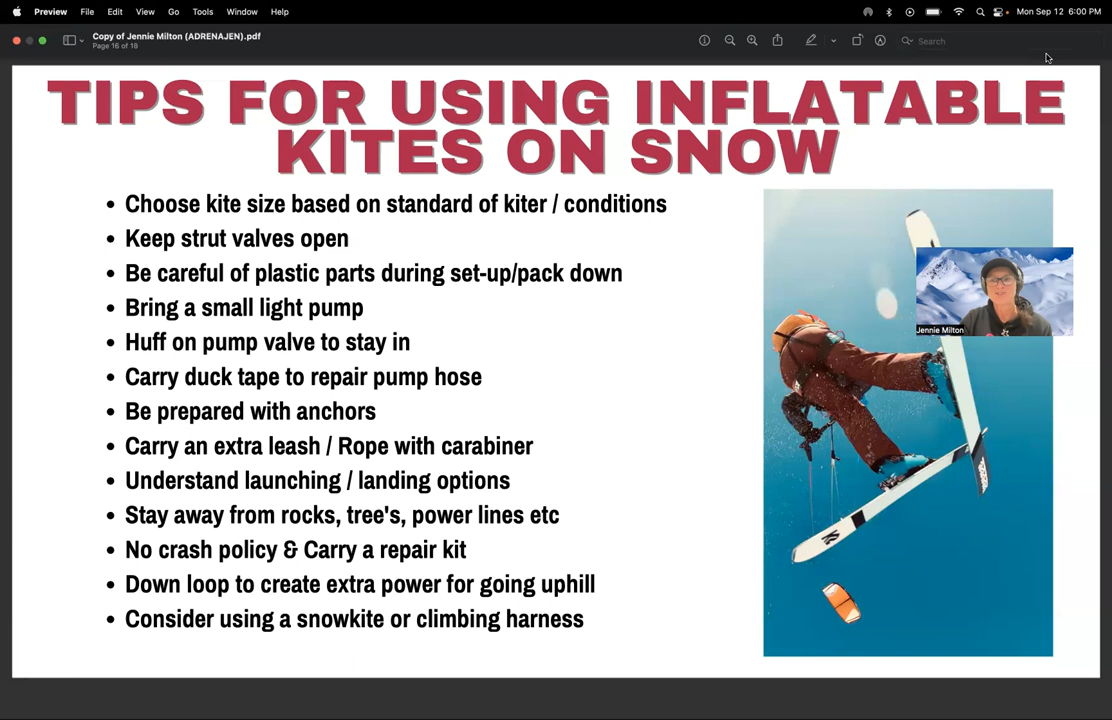 Preview File Edit View Go Tools Window Help Mon Sep 12 6:00 PM
Copy of Jennie Milton (ADRENAJEN).pdf
Page 16 of 18
Search
TIPS FOR USING INFLATABLE
KITES ON SNOW
• Choose kite size based on standard of kiter / conditions
• Keep strut valves open
• Be careful of plastic parts during set-up/pack down
• Bring a small light pump
• Huff on pump valve to stay in
• Carry duck tape to repair pump hose
• Be prepared with anchors
• Carry an extra leash / Rope with carabiner
• Understand launching / landing options
• Stay away from rocks, tree's, power lines etc
• No crash policy & Carry a repair kit
• Down loop to create extra power for going uphill
• Consider using a snowkite or climbing harness
Jennie Milton